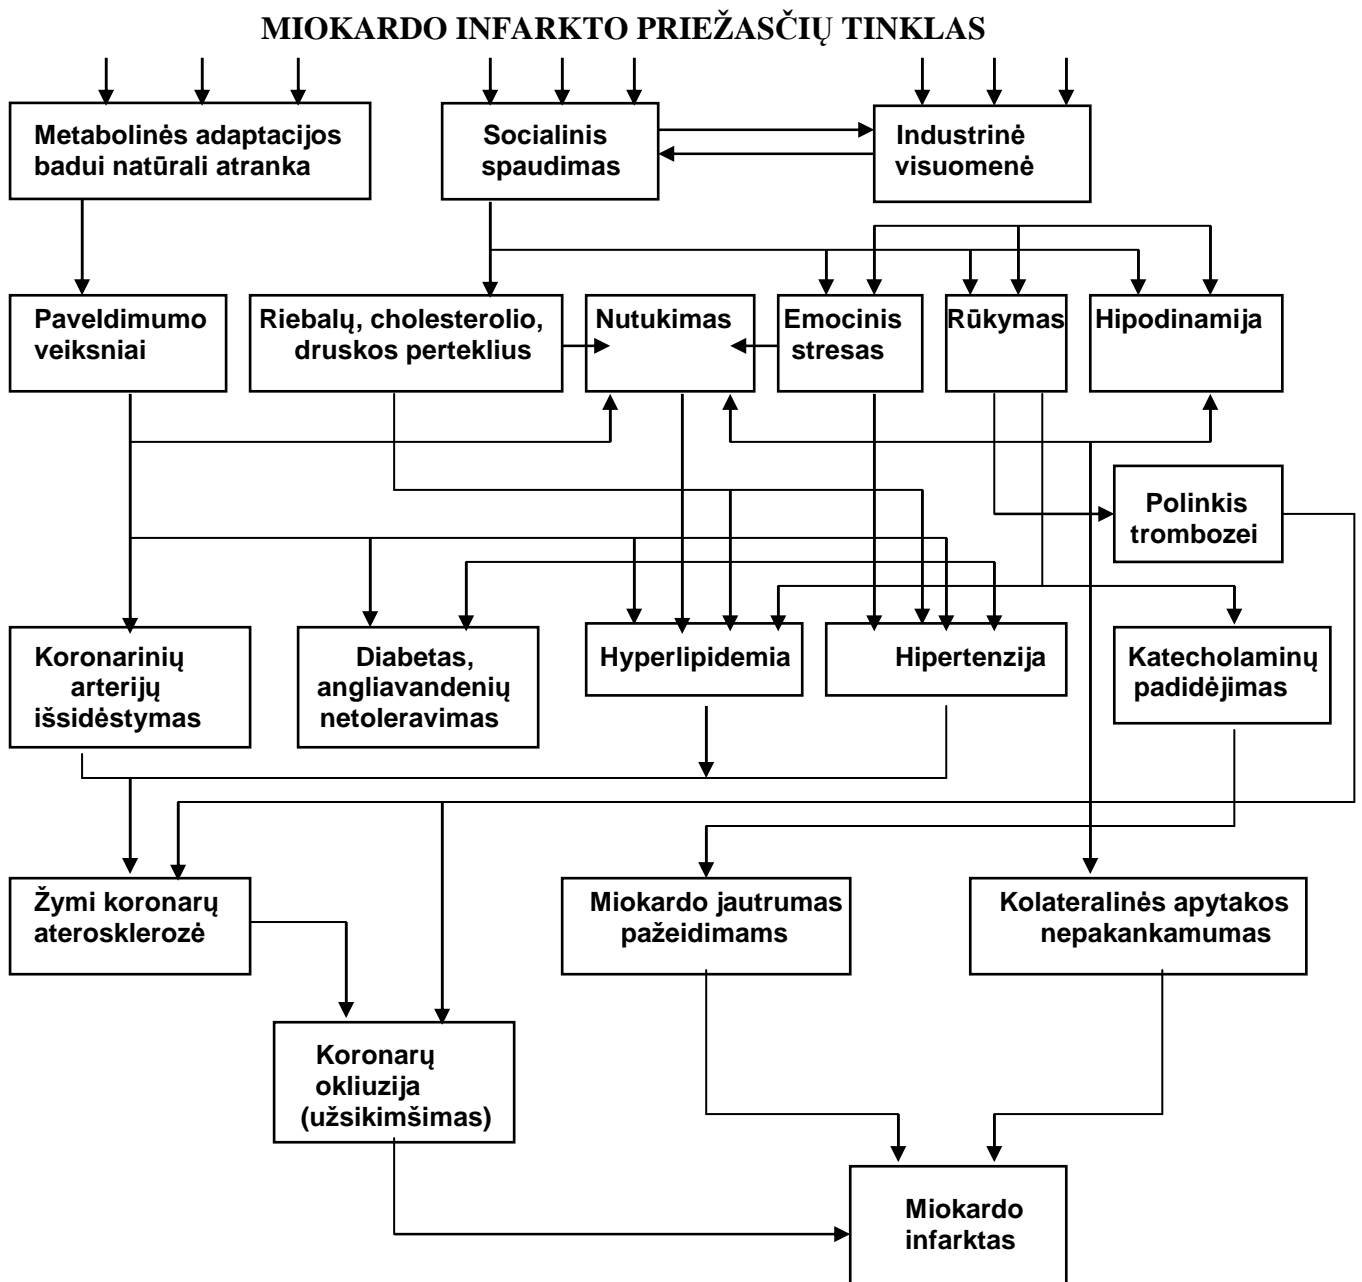 MIOKARDO INFARKTO PRIEŽASČIŲ TINKLAS
Metabolinės adaptacijos
badui natūrali atranka
Socialinis
spaudimas
Industrinė
visuomenė
Paveldimumo
veiksniai
Riebalų, cholesterolio,
druskos perteklius
Nutukimas
Emocinis
stresas
Rūkymas
Hipodinamija
Polinkis
trombozei
Koronarinių
arterijų
išsidėstymas
Diabetas,
angliavandenių
netoleravimas
Hyperlipidemia
Hipertenzija
Katecholaminų
padidėjimas
Žymi koronarų
aterosklerozė
Miokardo jautrumas
pažeidimams
Kolateralinės apytakos
nepakankamumas
Koronarų
okliuzija
(užsikimšimas)
Miokardo
infarktas